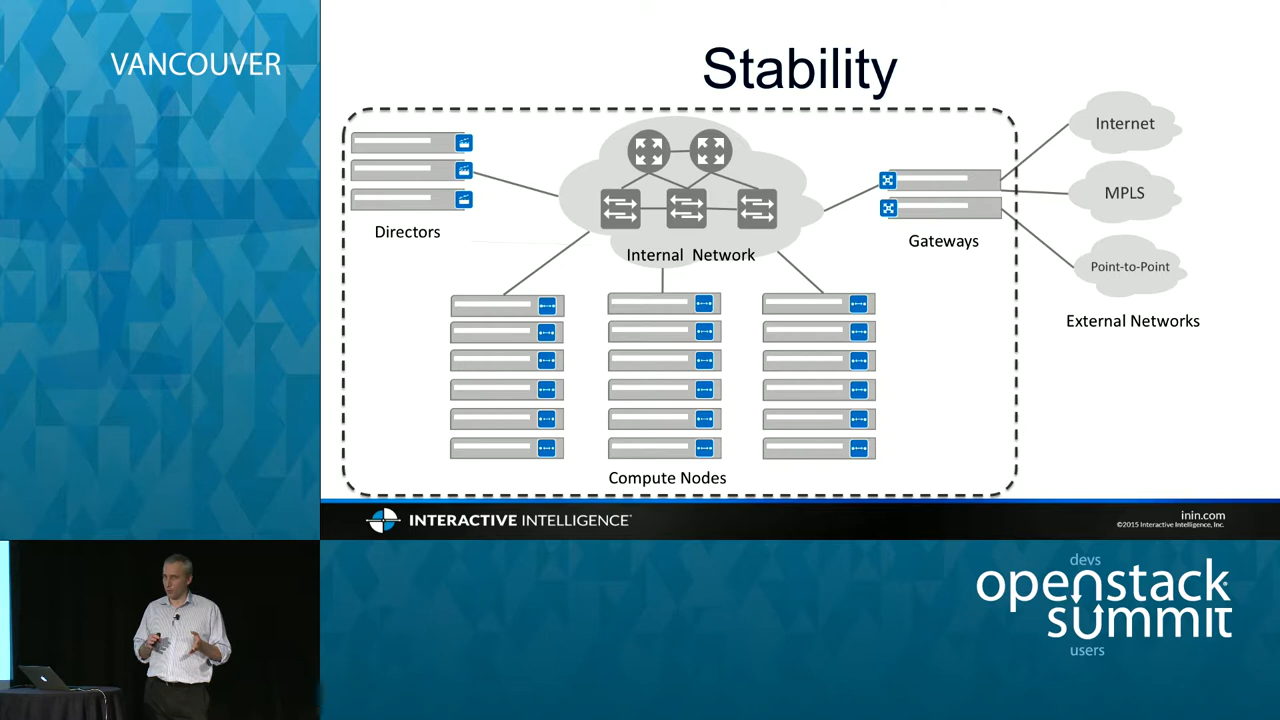 VANCOUVER
Stability
Directors
Internal Network
Gateways
Internet
MPLS
Point-to-Point
External Networks
Compute Nodes
INTERACTIVE INTELLIGENCE®
inin.com
©2015 Interactive Intelligence, Inc.
devs
openstack®
summit
users